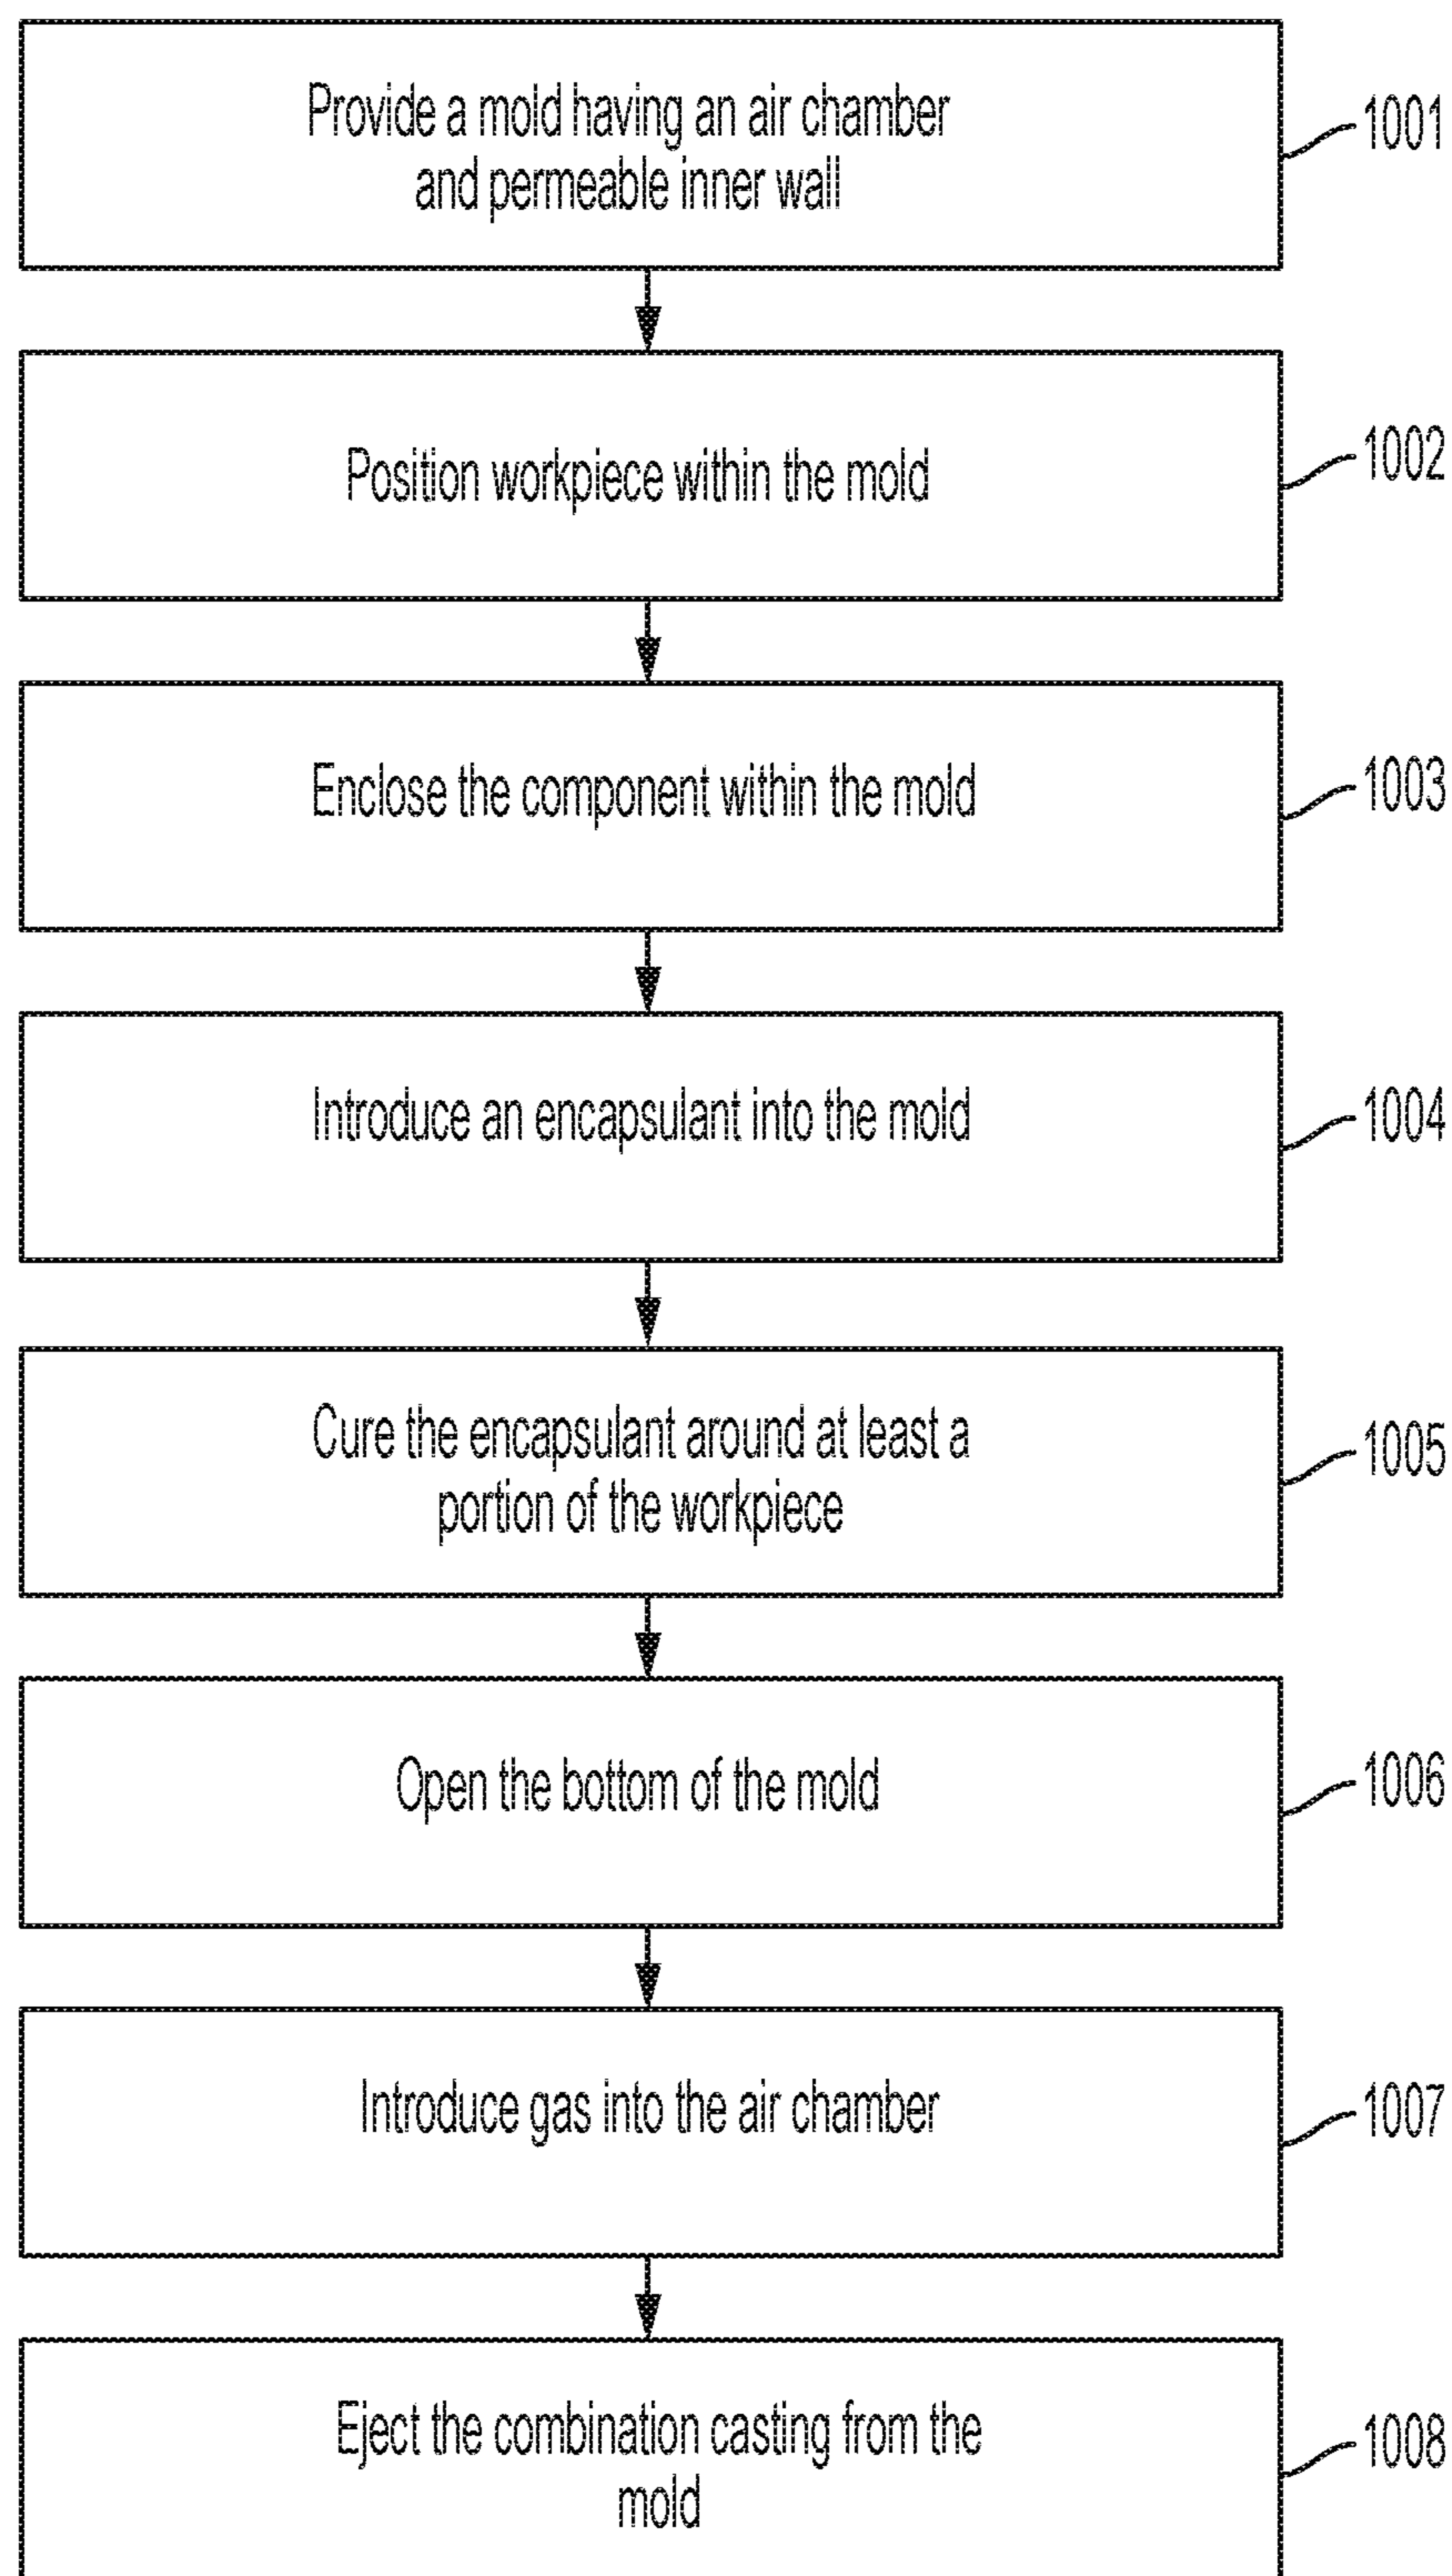 Provide a mold having an air chamber
and permeable inner wall
1001
Position workpiece within the mold
1002
Enclose the component within the mold
1003
Introduce an encapsulant into the mold
1004
Cure the encapsulant around at least a
portion of the workpiece
1005
Open the bottom of the mold
1006
Introduce gas into the air chamber
1007
Eject the combination casting from the
mold
1008